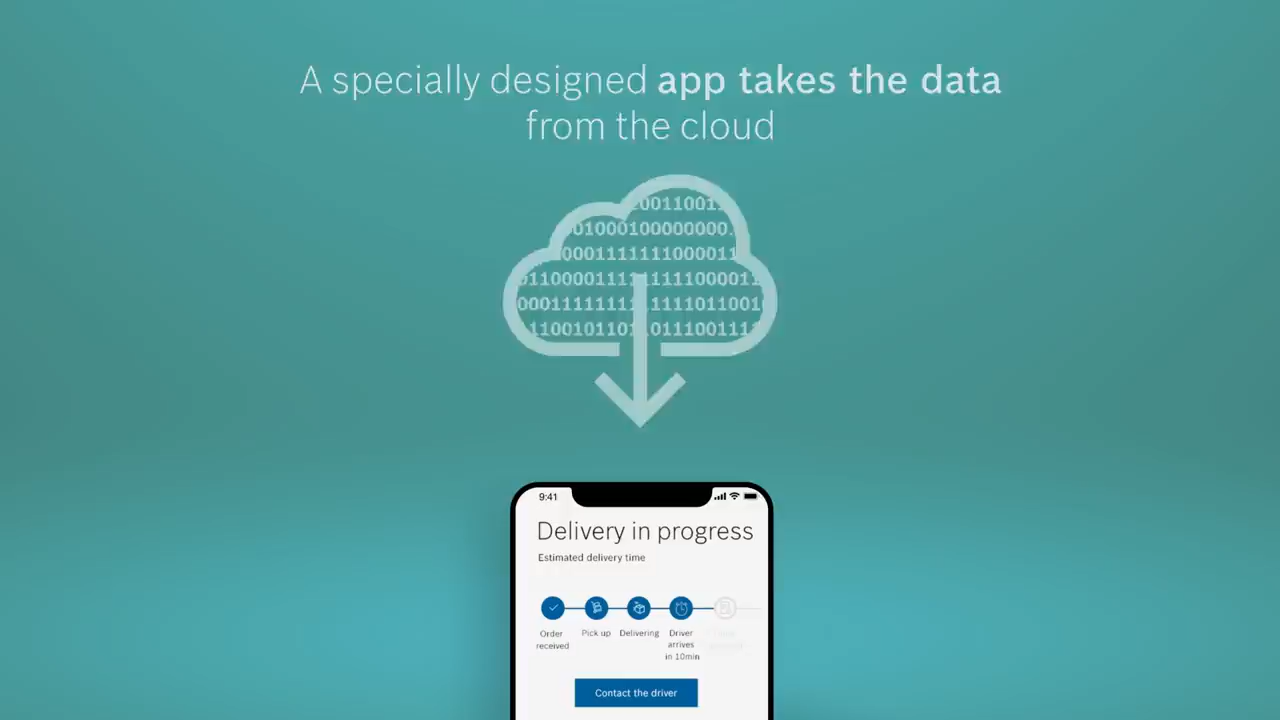 A specially designed app takes the data
from the cloud
9:41
Delivery in progress
Estimated delivery time
Order received
Pick up
Delivering
Driver arrives in 10min
Contact the driver